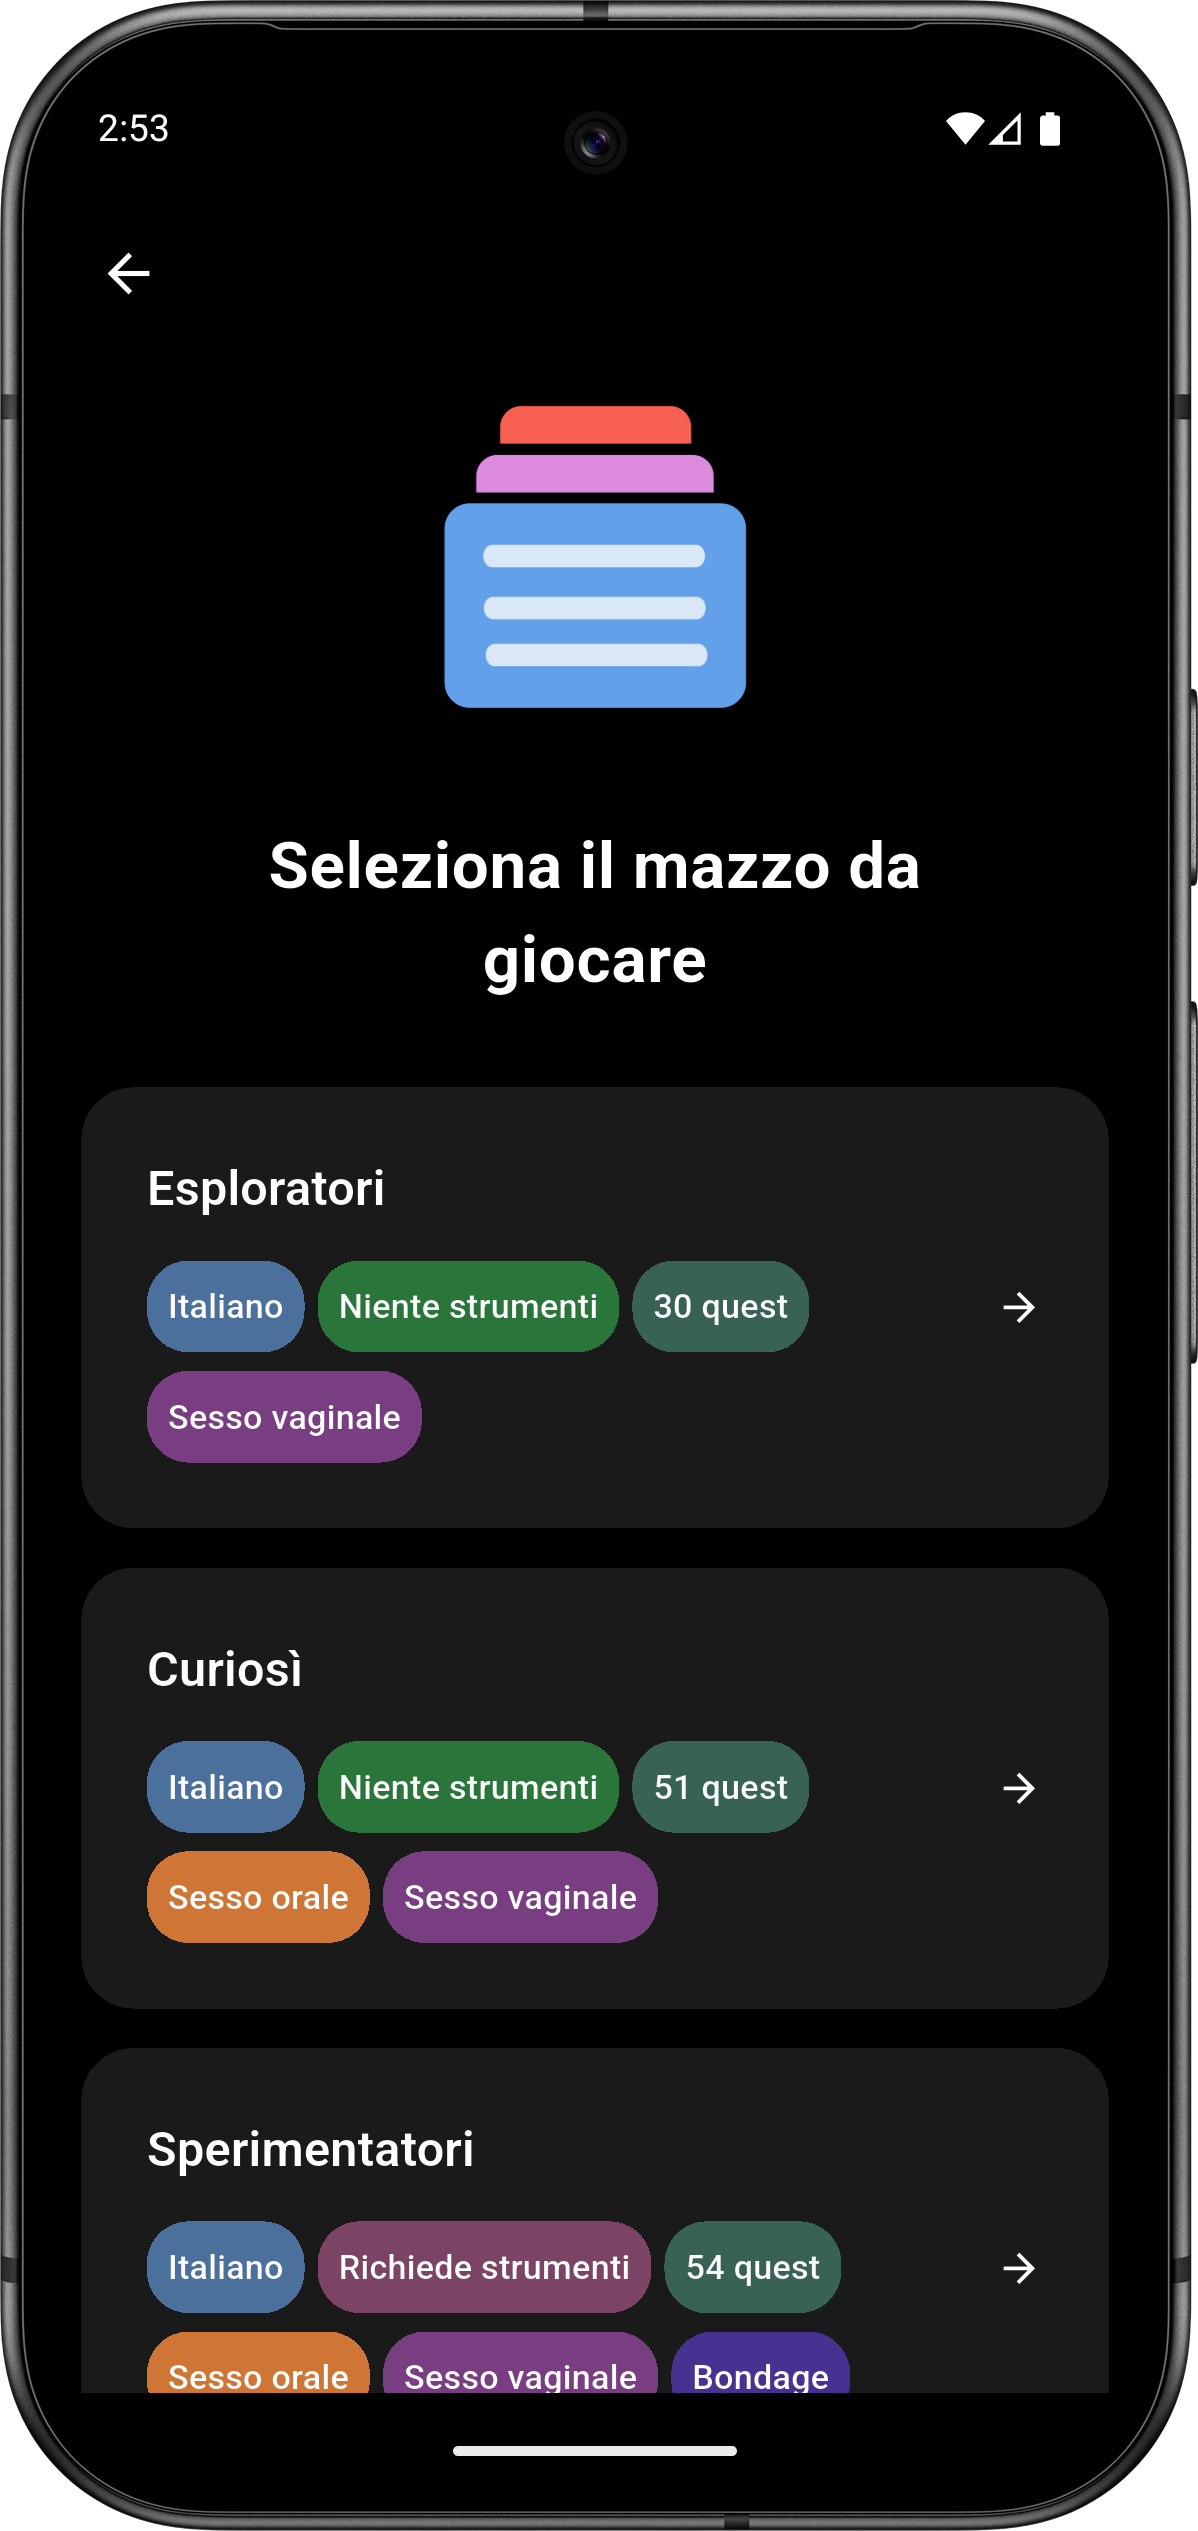 2:53
Seleziona il mazzo da
giocare
Esploratori
Italiano Niente strumenti 30 quest
Sesso vaginale
Curiosì
Italiano Niente strumenti 51 quest
Sesso orale Sesso vaginale
Sperimentatori
Italiano Richiede strumenti 54 quest
Sesso orale Sesso vaginale Bondage